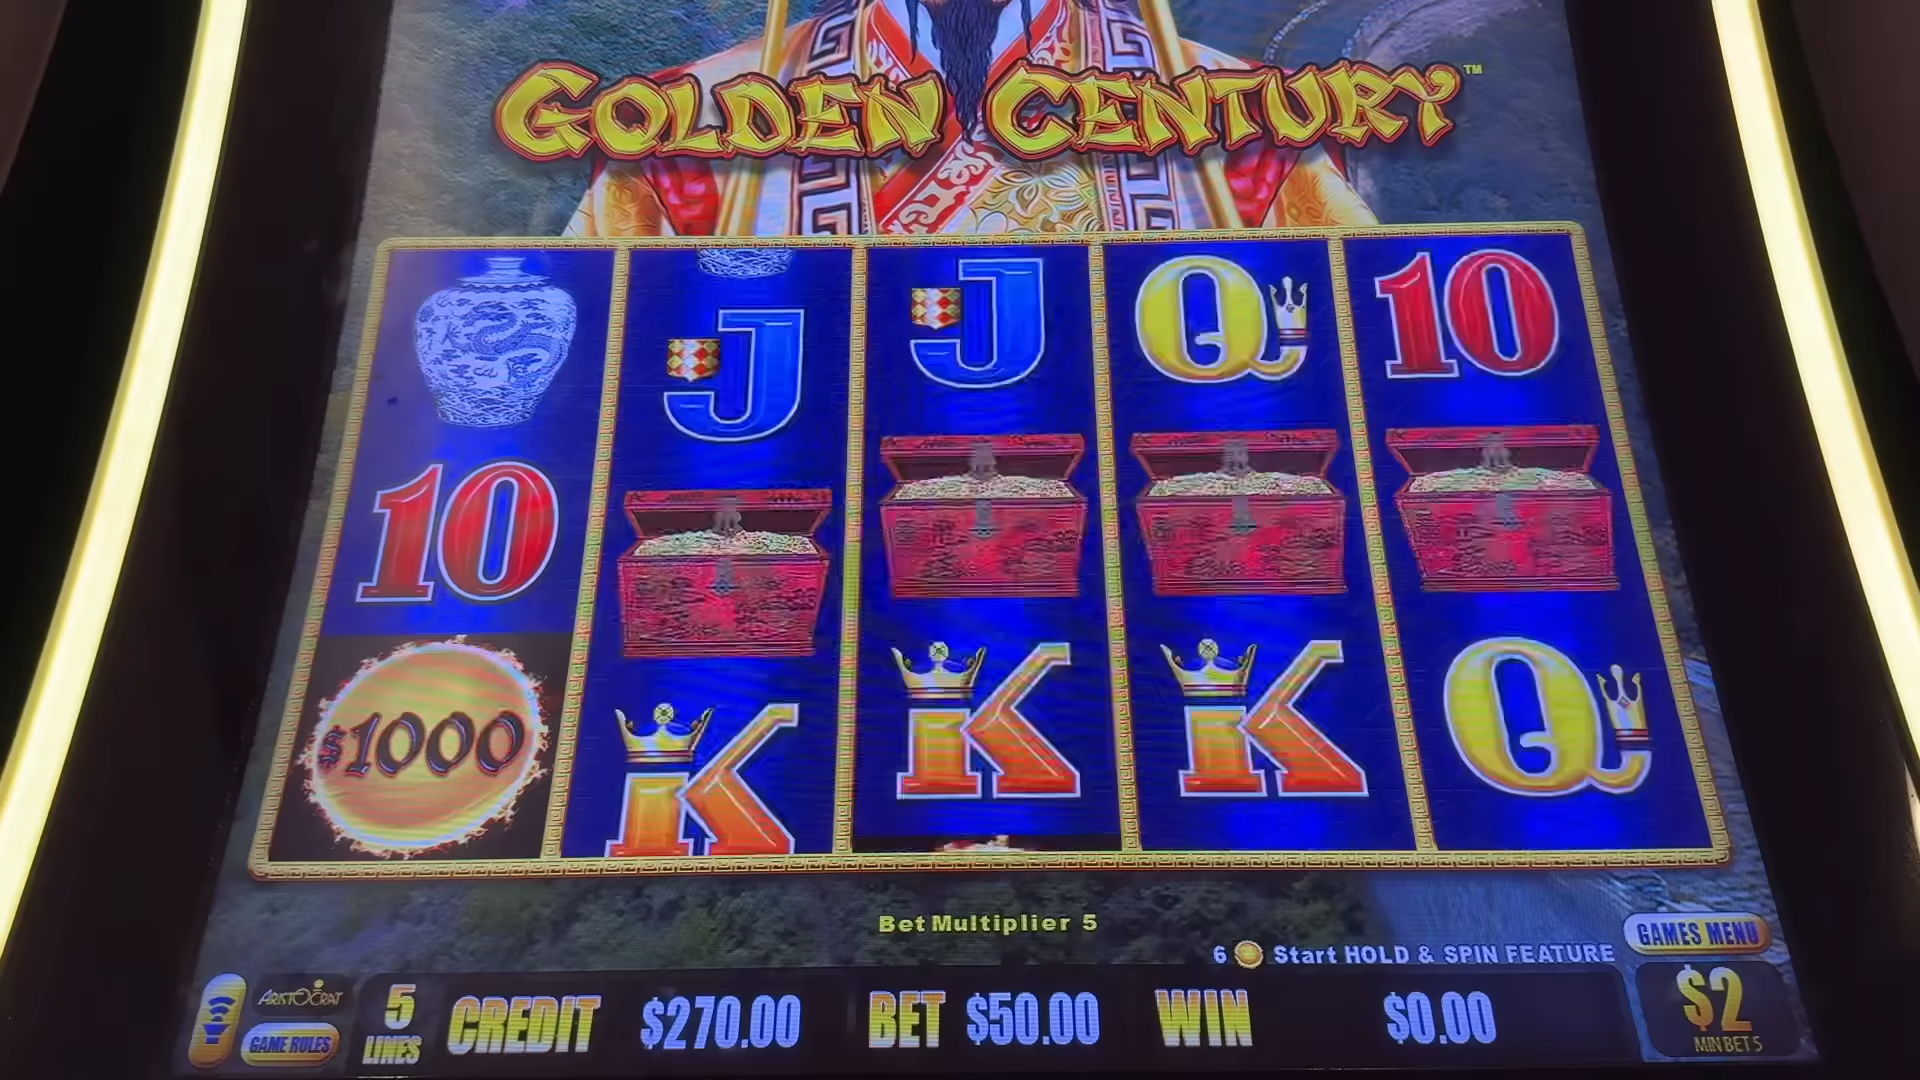 GOLDEN CENTURY™
J
J
Q
10
10
$1000
K
K
K
Q
Bet Multiplier 5
6 Start HOLD & SPIN FEATURE
GAMES MENU
ARISTOCRAT
GAME RULES
5 LINES
CREDIT $270.00
BET $50.00
WIN $0.00
$2
MIN BET 5